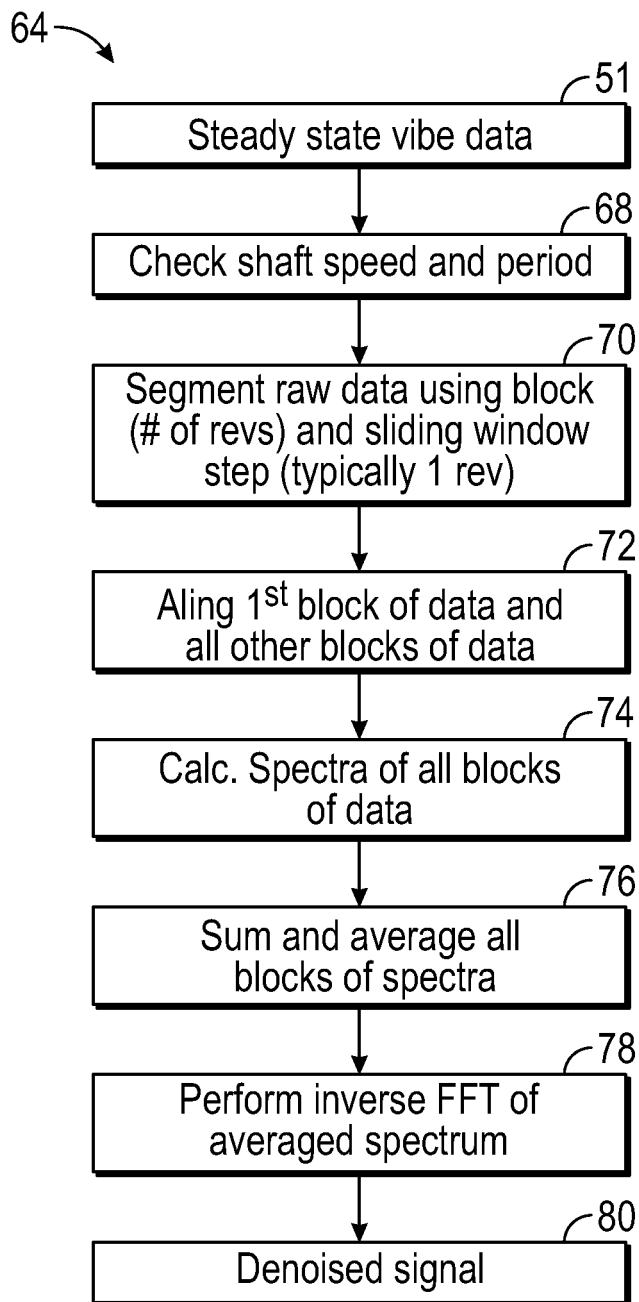 64
51
Steady state vibe data
68
Check shaft speed and period
70
Segment raw data using block
(# of revs) and sliding window
step (typically 1 rev)
72
Aling 1st block of data and
all other blocks of data
74
Calc. Spectra of all blocks
of data
76
Sum and average all
blocks of spectra
78
Perform inverse FFT of
averaged spectrum
80
Denoised signal